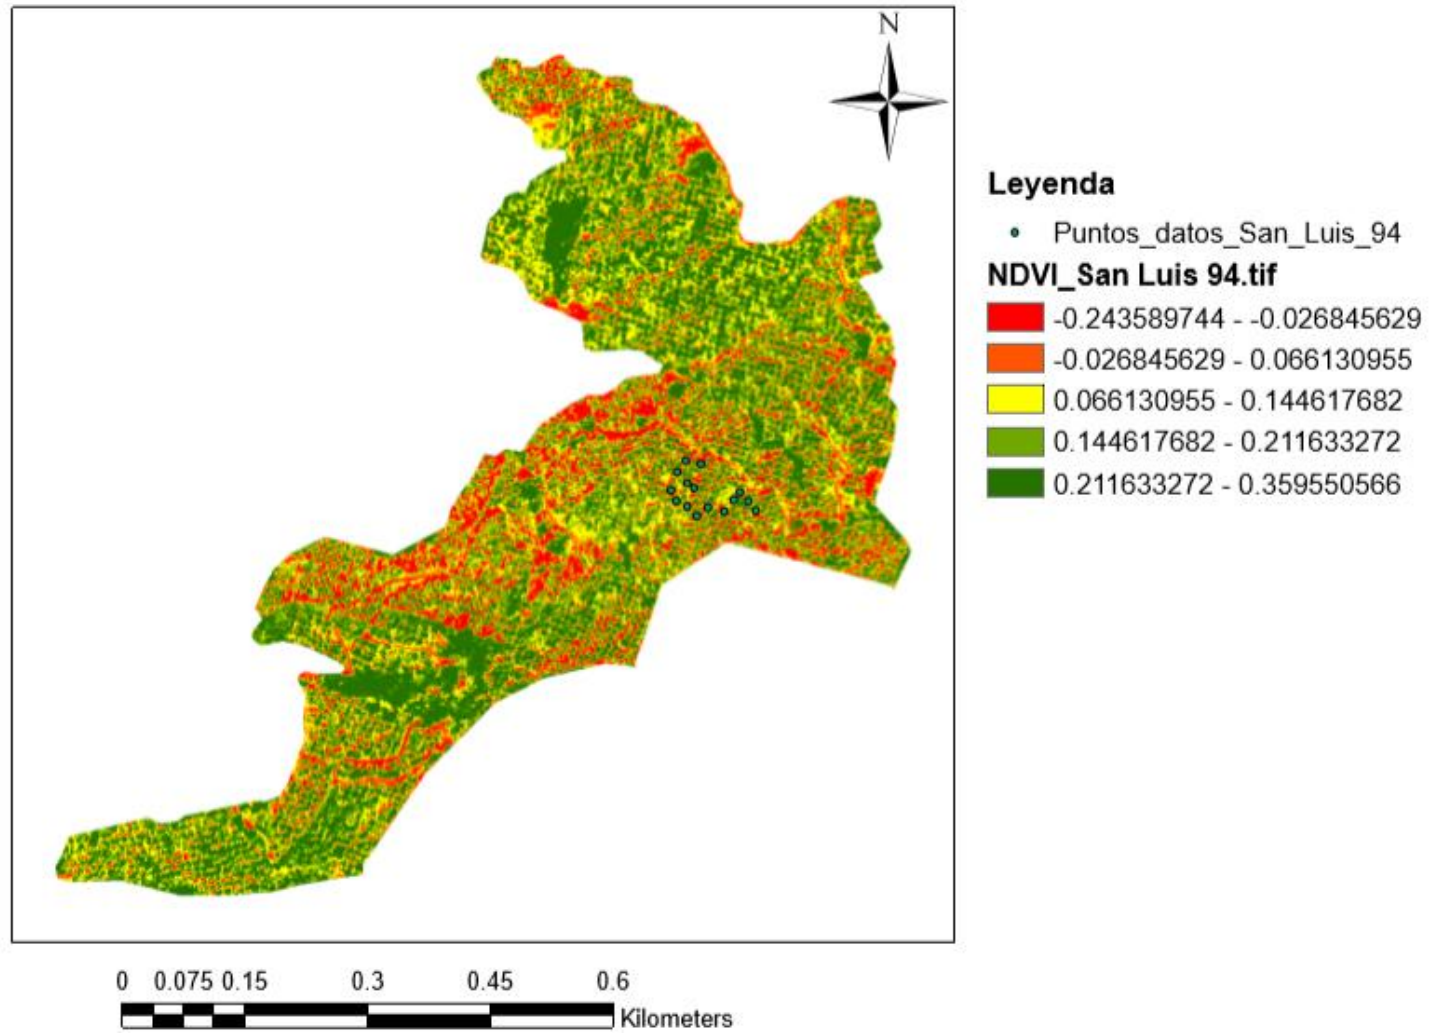 N
Leyenda
Puntos_datos_San_Luis_94
NDVI_San Luis 94.tif
-0.243589744 - -0.026845629
-0.026845629 - 0.066130955
0.066130955 - 0.144617682
0.144617682 - 0.211633272
0.211633272 - 0.359550566
0 0.075 0.15 0.3 0.45 0.6
Kilometers